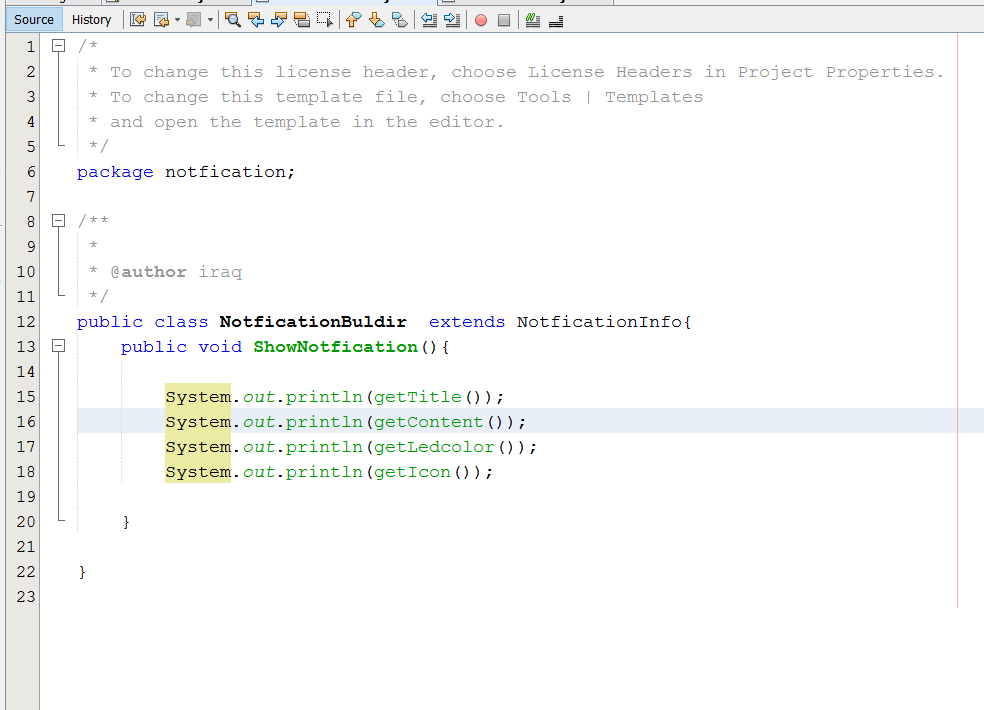 Source History
1 /*
2 * To change this license header, choose License Headers in Project Properties.
3 * To change this template file, choose Tools | Templates
4 * and open the template in the editor.
5 */
6 package notfication;
7
8 /**
9 *
10 * @author iraq
11 */
12 public class NotficationBuldir  extends NotficationInfo{
13 public void ShowNotfication(){
14
15 System.out.println(getTitle());
16 System.out.println(getContent());
17 System.out.println(getLedcolor());
18 System.out.println(getIcon());
19
20 }
21
22 }
23